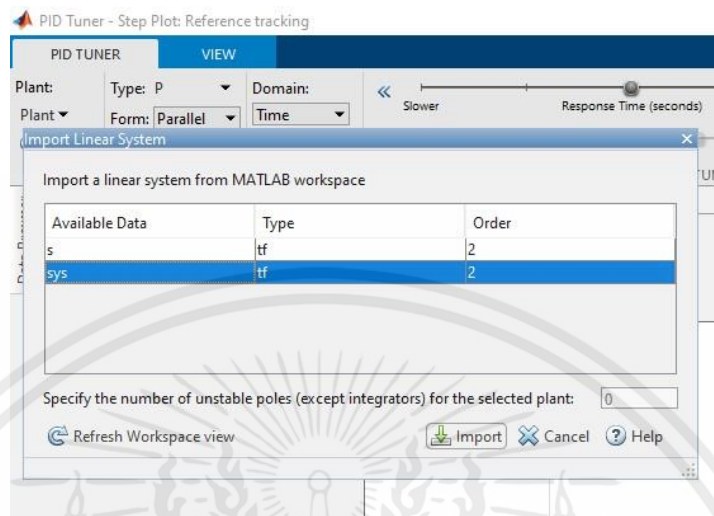 PID Tuner - Step Plot: Reference tracking
PID TUNER VIEW
Plant: Type: P Domain:
Plant Form: Parallel Time
Slower Response Time (seconds)
Import Linear System
Import a linear system from MATLAB workspace
Available Data Type Order
s tf 2
sys tf 2
Specify the number of unstable poles (except integrators) for the selected plant: 0
Refresh Workspace view Import Cancel Help